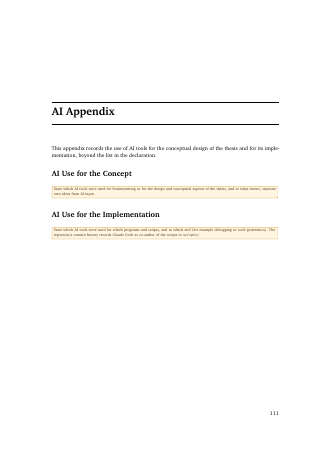 AI Appendix
This appendix records the use of AI tools for the conceptual design of the thesis and for its imple-
mentation, beyond the list in the declaration.
AI Use for the Concept
State which AI tools were used for brainstorming or for the design and conceptual aspects of the thesis, and to what extent; separate
own ideas from AI input.
AI Use for the Implementation
State which AI tools were used for which programs and scripts, and to which end (for example debugging or code generation). The
repository's commit history records Claude Code as co-author of the scripts in
111